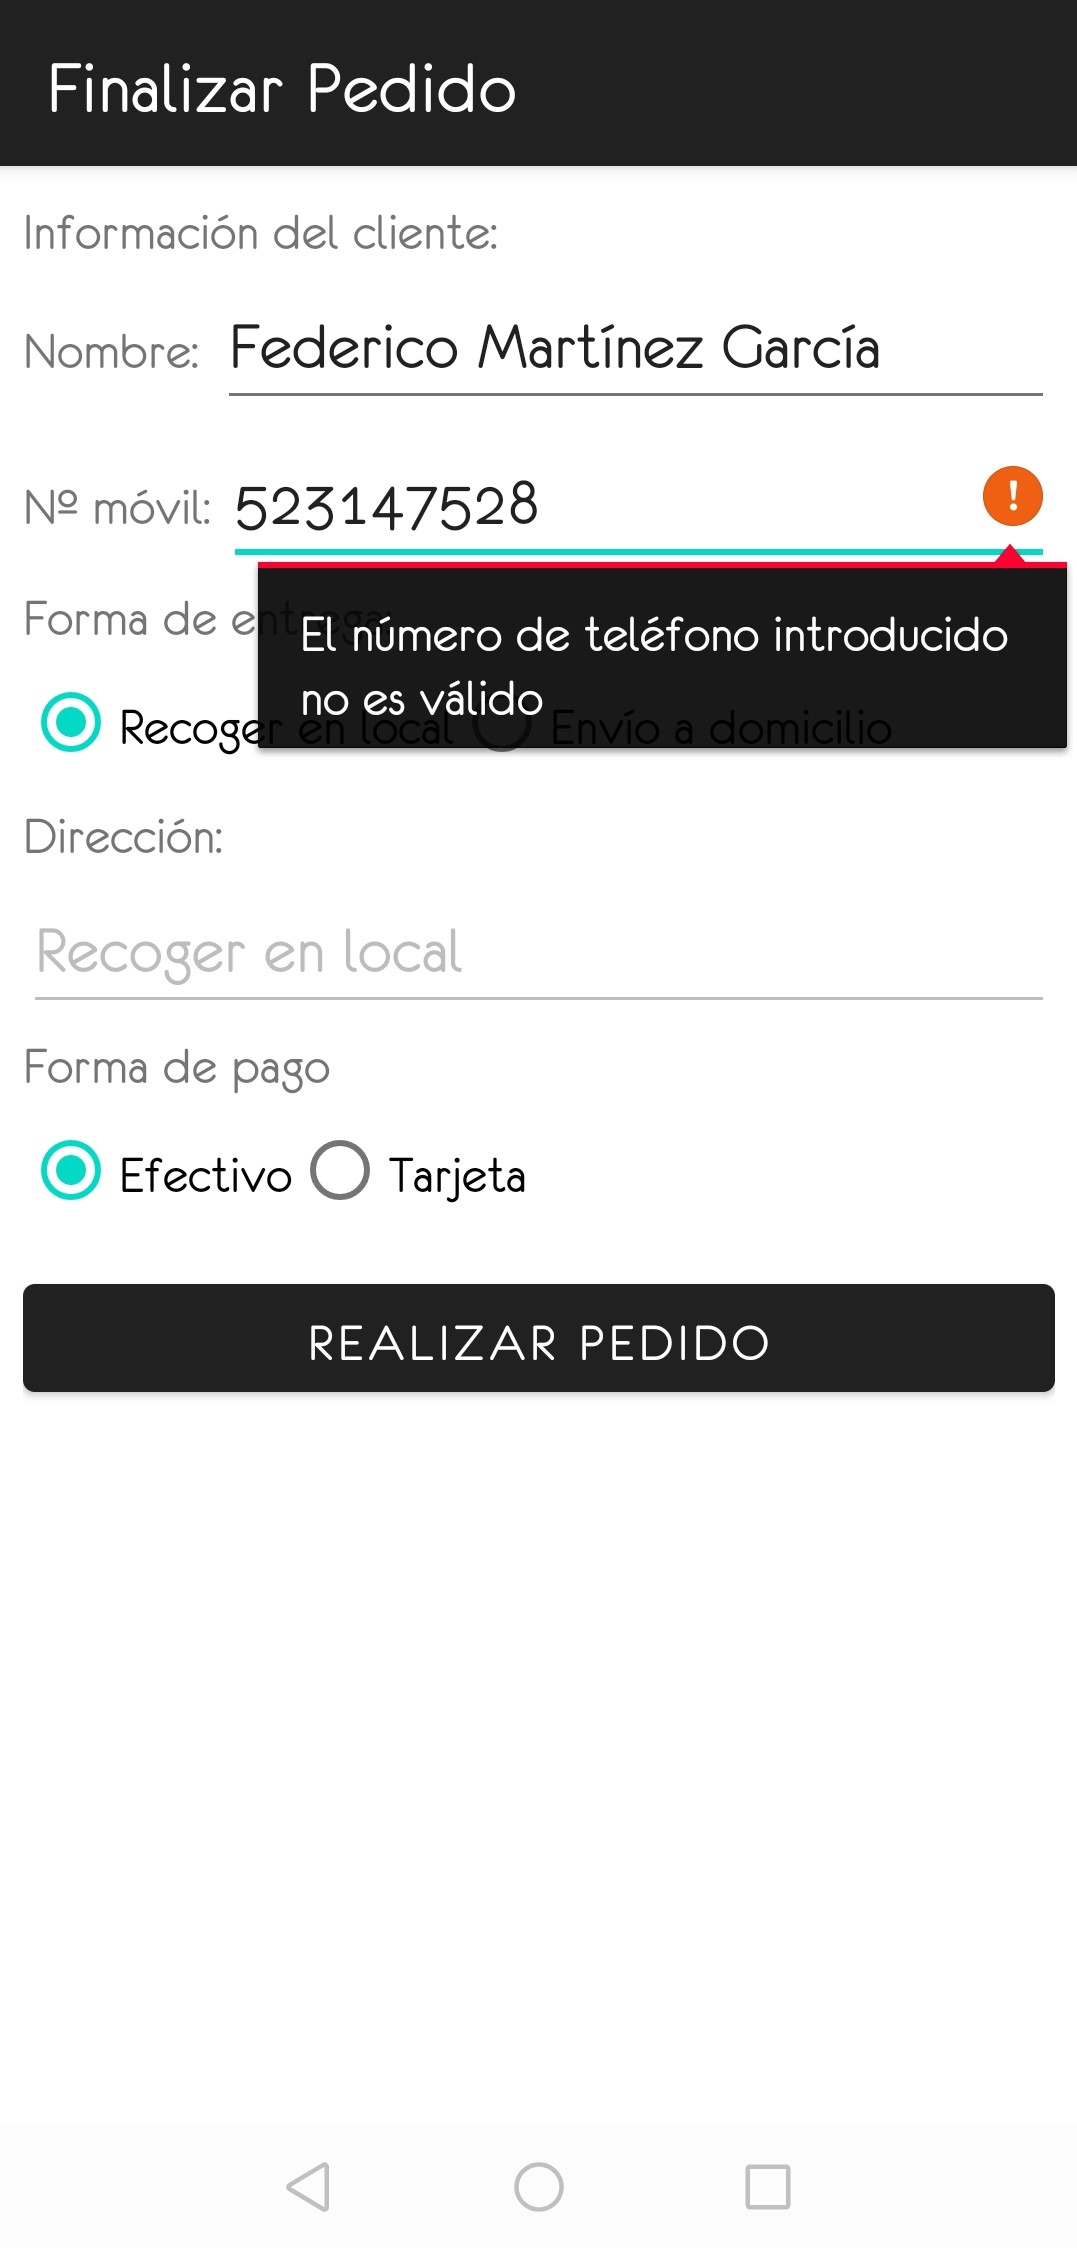 Finalizar Pedido
Información del cliente:
Nombre: Federico Martínez García
Nº móvil: 523147528
!
Forma de entrega:
El número de teléfono introducido
no es válido
Recoger en local Envío a domicilio
Dirección:
Recoger en local
Forma de pago
Efectivo Tarjeta
REALIZAR PEDIDO